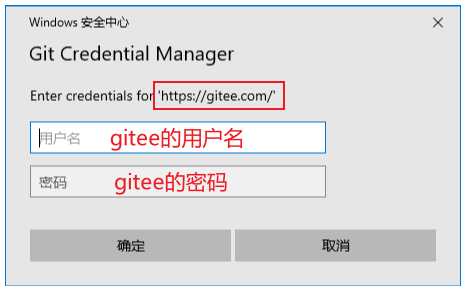 Windows 安全中心
Git Credential Manager
Enter credentials for 'https://gitee.com/'
用户名 gitee的用户名
密码 gitee的密码
确定 取消